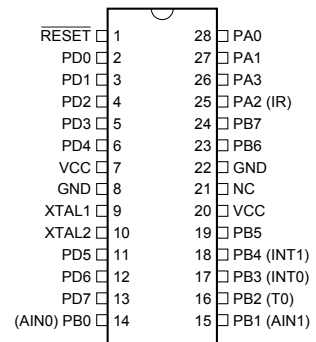 RESET 1 28 PA0
PD0 2 27 PA1
PD1 3 26 PA3
PD2 4 25 PA2 (IR)
PD3 5 24 PB7
PD4 6 23 PB6
VCC 7 22 GND
GND 8 21 NC
XTAL1 9 20 VCC
XTAL2 10 19 PB5
PD5 11 18 PB4 (INT1)
PD6 12 17 PB3 (INT0)
PD7 13 16 PB2 (T0)
(AIN0) PB0 14 15 PB1 (AIN1)